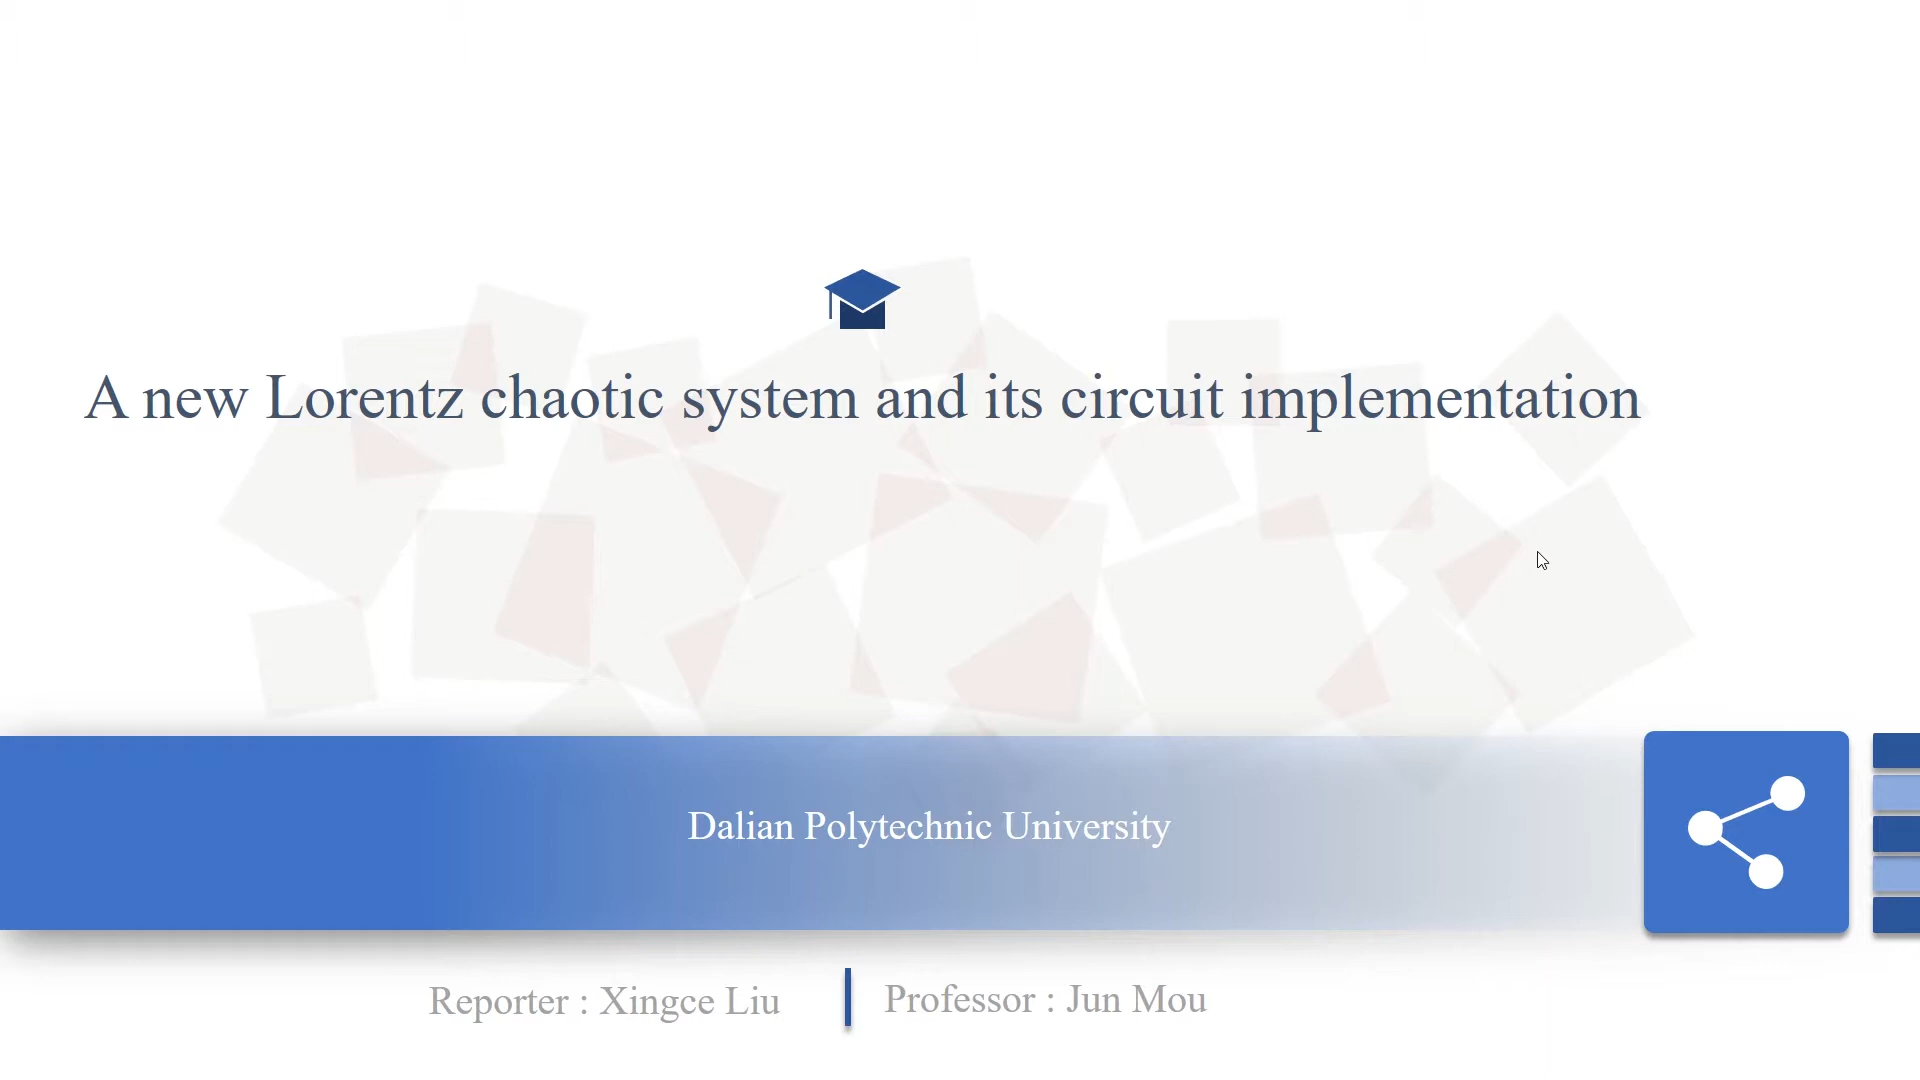 A new Lorentz chaotic system and its circuit implementation
Dalian Polytechnic University
Reporter : Xingce Liu
Professor : Jun Mou